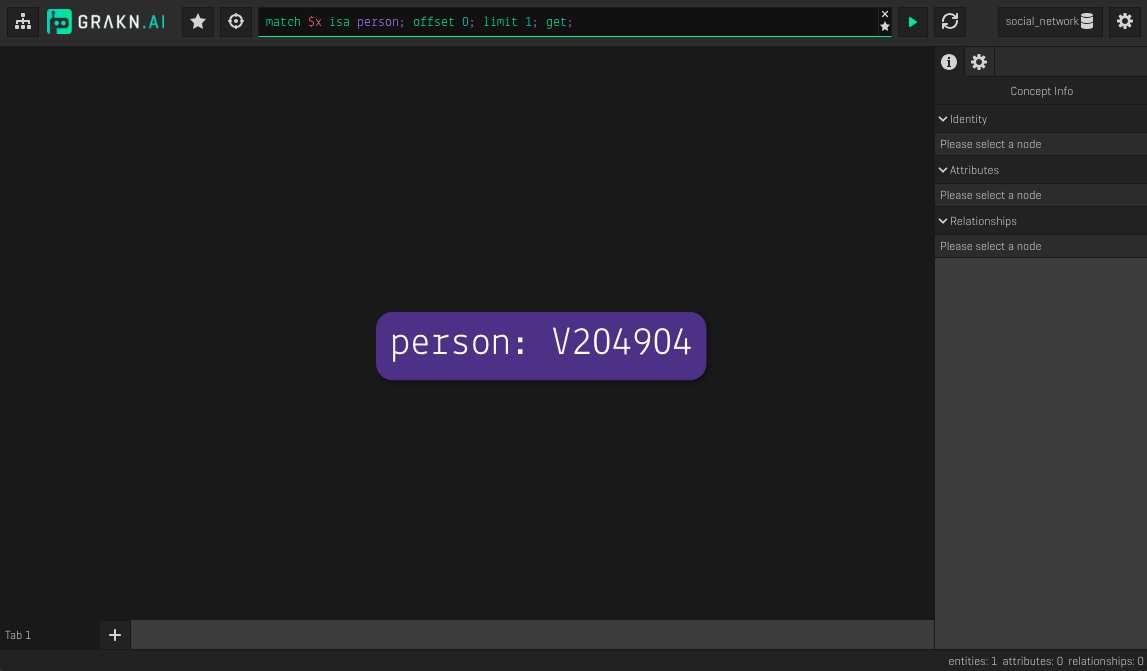 GRAKN.AI
match $x isa person; offset 0; limit 1; get;
social_network
Concept Info
Identity
Please select a node
Attributes
Please select a node
Relationships
Please select a node
person: V204904
Tab 1
entities: 1 attributes: 0 relationships: 0